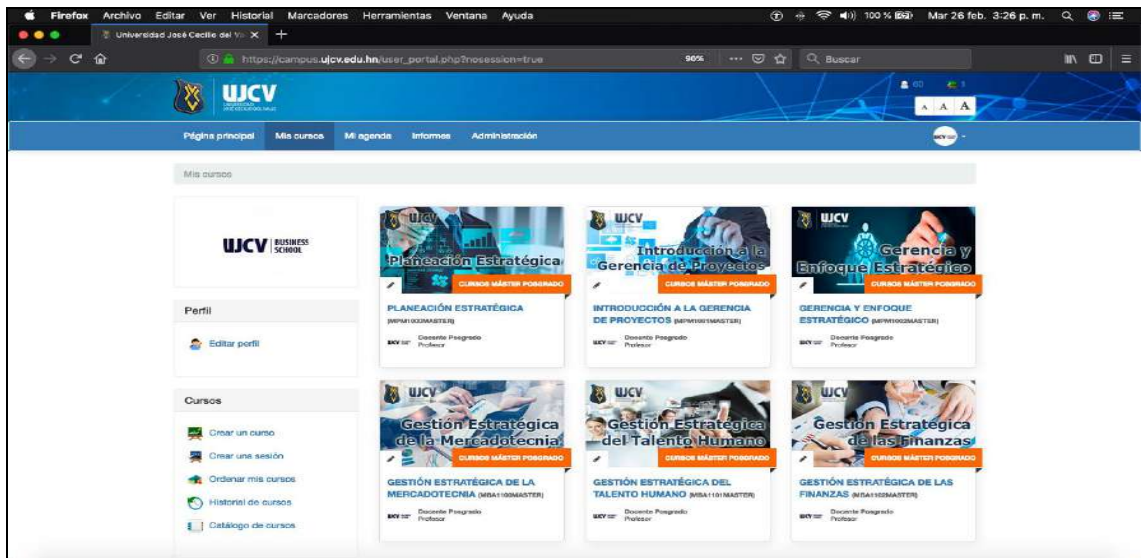 Firefox Archivo Editar Ver Historial Marcadores Herramientas Ventana Ayuda
100 % Mar 26 feb. 3:26 p. m.
Universidad José Cecilio del Va
https://campus.ujcv.edu.hn/user_portal.php?nosession=true
90%
Buscar
UJCV
A A A
Página principal Mis cursos Mi agenda Informes Administración
Mis cursos
UJCV BUSINESS SCHOOL
Perfil
Editar perfil
Cursos
Crear un curso
Crear una sesión
Ordenar mis cursos
Historial de cursos
Catálogo de cursos
UJCV
Planeación Estratégica
CURSOS MÁSTER POSGRADO
PLANEACIÓN ESTRATÉGICA
Docente Posgrado
Profesor
UJCV
Introducción a la
Gerencia de Proyectos
CURSOS MÁSTER POSGRADO
INTRODUCCIÓN A LA GERENCIA
DE PROYECTOS (MPM1001MASTER)
Docente Posgrado
Profesor
UJCV
Gerencia y
Enfoque Estratégico
CURSOS MÁSTER POSGRADO
GERENCIA Y ENFOQUE
ESTRATÉGICO (MPM1002MASTER)
Docente Posgrado
Profesor
UJCV
Gestión Estratégica
de la Mercadotecnia
CURSOS MÁSTER POSGRADO
GESTIÓN ESTRATÉGICA DE LA
MERCADOTECNIA (MBA1100MASTER)
Docente Posgrado
Profesor
UJCV
Gestión Estratégica
del Talento Humano
CURSOS MÁSTER POSGRADO
GESTIÓN ESTRATÉGICA DEL
TALENTO HUMANO (MBA1101MASTER)
Docente Posgrado
Profesor
UJCV
Gestión Estratégica
de las Finanzas
CURSOS MÁSTER POSGRADO
GESTIÓN ESTRATÉGICA DE LAS
FINANZAS (MBA1102MASTER)
Docente Posgrado
Profesor